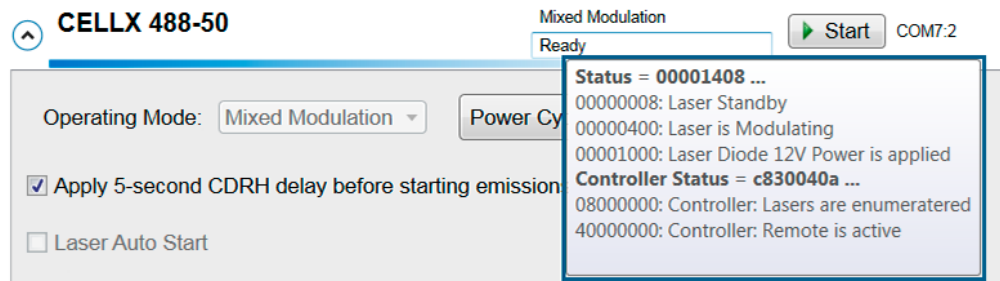 CELLX 488-50
Mixed Modulation
Ready
Start
COM7:2
Operating Mode:
Mixed Modulation
Power Cy
Apply 5-second CDRH delay before starting emission
Laser Auto Start
Status = 00001408 ...
00000008: Laser Standby
00000400: Laser is Modulating
00001000: Laser Diode 12V Power is applied
Controller Status = c830040a ...
08000000: Controller: Lasers are enumeratered
40000000: Controller: Remote is active